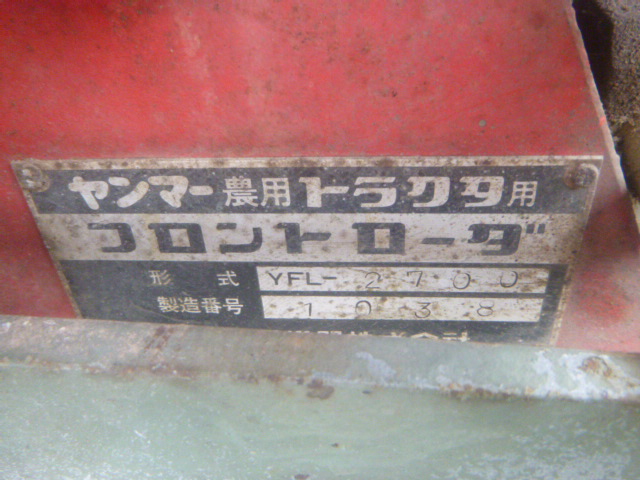 ヤンマー農用トラクタ用
フロントローダ
形式 YFL-2700
製造番号 1038